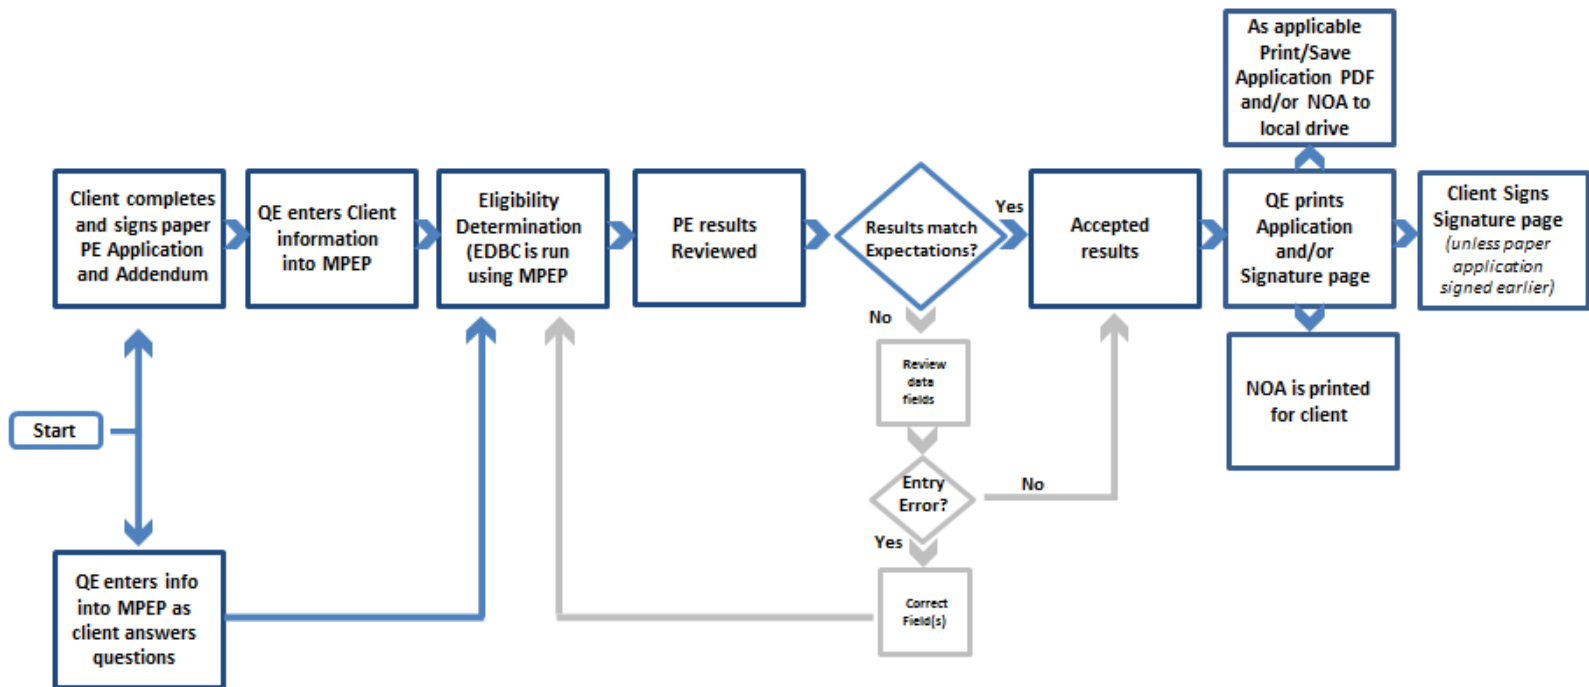 Start
Client completes
and signs paper
PE Application
and Addendum
QE enters info
into MPEP as
client answers
questions
QE enters Client
information
into MPEP
Eligibility
Determination
(EDBC is run
using MPEP
PE results
Reviewed
Results match
Expectations?
Yes
No
Review
data
fields
Entry
Error?
No
Yes
Correct
Field(s)
Accepted
results
QE prints
Application
and/or
Signature page
As applicable
Print/Save
Application PDF
and/or NOA to
local drive
Client Signs
Signature page
(unless paper
application
signed earlier)
NOA is printed
for client